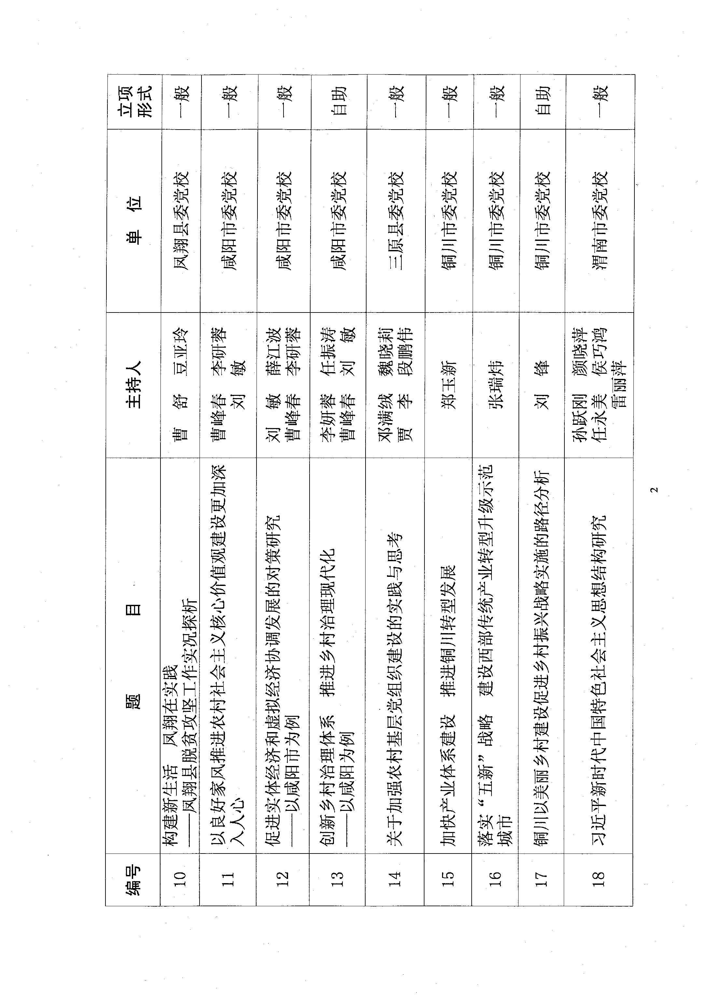 编号 题 目 主持人 单 位 立项形式
10 构建新生活 凤翔在实践 曹 舒 豆亚玲 凤翔县委党校 一般
——凤翔县脱贫攻坚工作实况探析
11 以良好家风推进农村社会主义核心价值观建设更加深 曹峰春 李研蓉 咸阳市委党校 一般
入人心 刘 敏
12 促进实体经济和虚拟经济协调发展的对策研究 刘 敏 薛江波 咸阳市委党校 一般
——以咸阳市为例 曹峰春 李研蓉
13 创新乡村治理体系 推进乡村治理现代化 李妍蓉 任振涛 咸阳市委党校 自助
——以咸阳为例 曹峰春 刘 敏
14 关于加强农村基层党组织建设的实践与思考 邓满绒 魏晓莉 三原县委党校 一般
贾 李 段鹏伟
15 加快产业体系建设 推进铜川转型发展 郑玉新 铜川市委党校 一般
16 落实“五新”战略 建设西部传统产业转型升级示范 张瑞炜 铜川市委党校 一般
城市
17 铜川以美丽乡村建设促进乡村振兴战略实施的路径分析 刘 锋 铜川市委党校 自助
18 习近平新时代中国特色社会主义思想结构研究 孙跃刚 颜晓萍 渭南市委党校 一般
任永美 侯巧鸿
雷丽萍
2